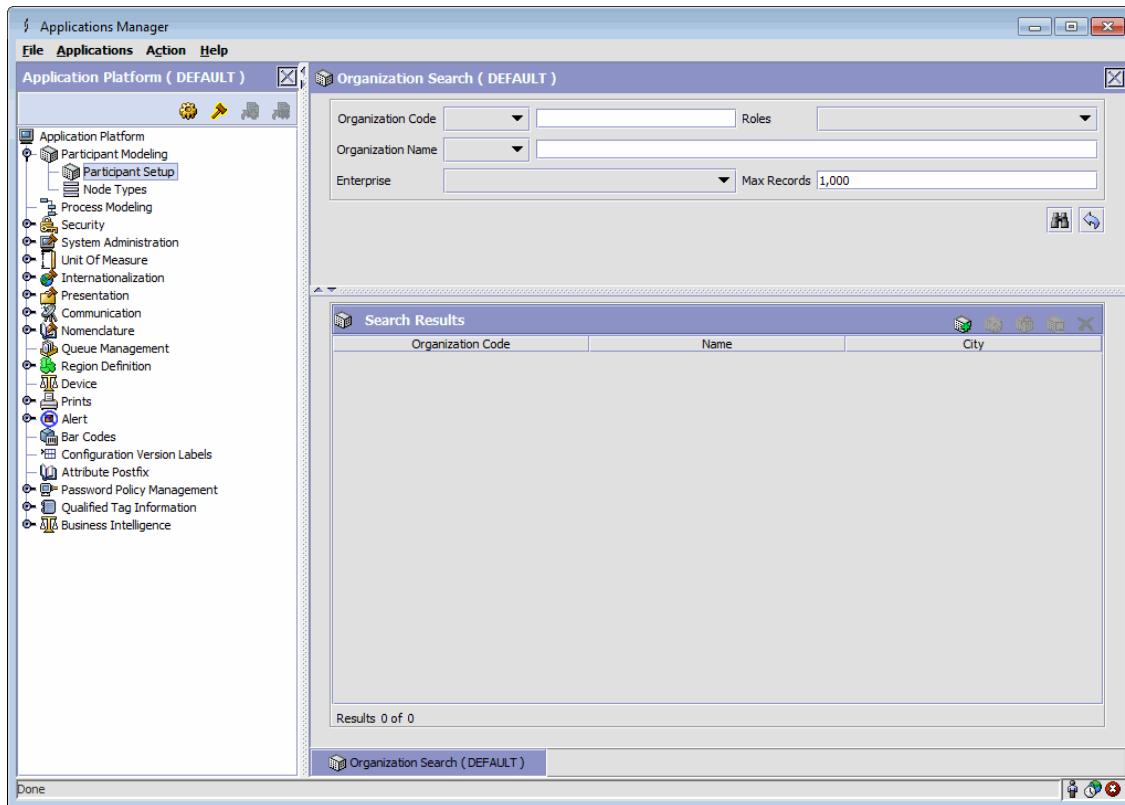 Applications Manager
File Applications Action Help
Application Platform ( DEFAULT )
Application Platform
Participant Modeling
Participant Setup
Node Types
Process Modeling
Security
System Administration
Unit Of Measure
Internationalization
Presentation
Communication
Nomenclature
Queue Management
Region Definition
Device
Prints
Alert
Bar Codes
Configuration Version Labels
Attribute Postfix
Password Policy Management
Qualified Tag Information
Business Intelligence
Organization Search ( DEFAULT )
Organization Code Roles
Organization Name
Enterprise Max Records 1,000
Search Results
Organization Code Name City
Results 0 of 0
Organization Search ( DEFAULT )
Done